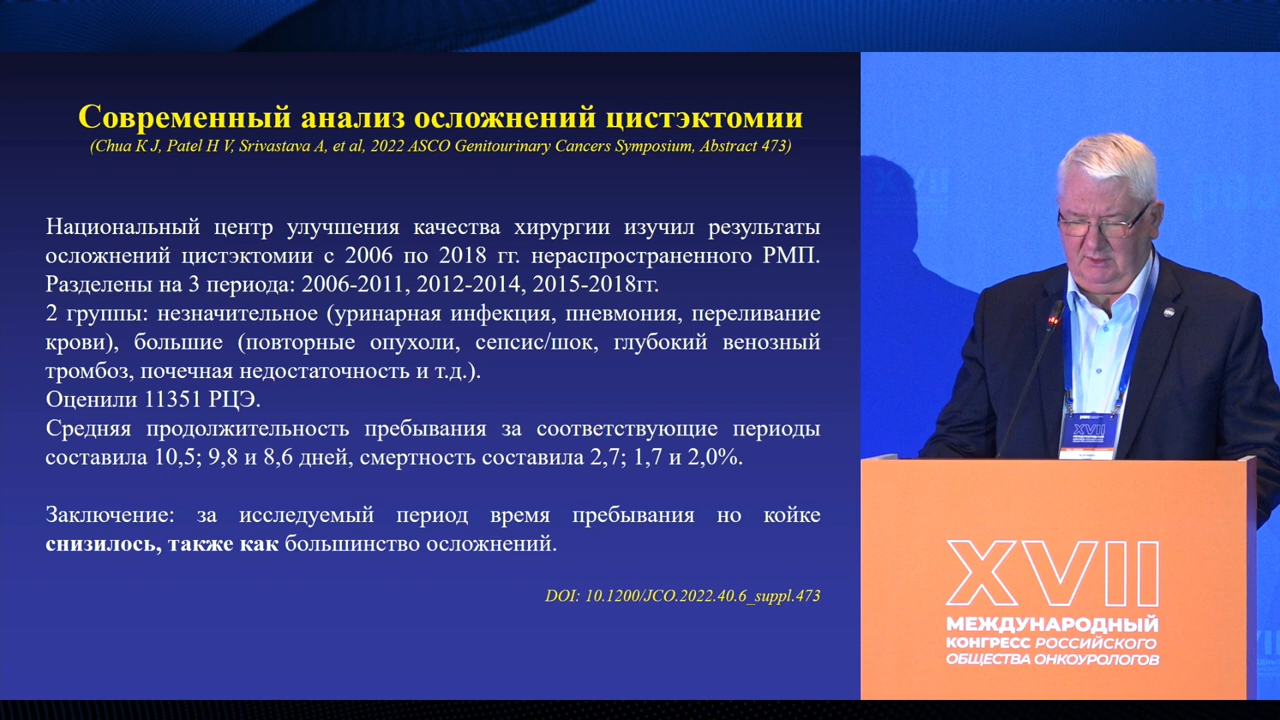 Современный анализ осложнений цистэктомии
(Chua K J, Patel H V, Srivastava A, et al, 2022 ASCO Genitourinary Cancers Symposium, Abstract 473)
Национальный центр улучшения качества хирургии изучил результаты
осложнений цистэктомии с 2006 по 2018 гг. нераспространенного РМП.
Разделены на 3 периода: 2006-2011, 2012-2014, 2015-2018гг.
2 группы: незначительное (уринарная инфекция, пневмония, переливание
крови), большие (повторные опухоли, сепсис/шок, глубокий венозный
тромбоз, почечная недостаточность и т.д.).
Оценили 11351 РЦЭ.
Средняя продолжительность пребывания за соответствующие периоды
составила 10,5; 9,8 и 8,6 дней, смертность составила 2,7; 1,7 и 2,0%.
Заключение: за исследуемый период время пребывания но койке
снизилось, также как большинство осложнений.
DOI: 10.1200/JCO.2022.40.6_suppl.473
XVII
XVII
МЕЖДУНАРОДНЫЙ
КОНГРЕСС РОССИЙСКОГО
ОБЩЕСТВА ОНКОУРОЛОГОВ